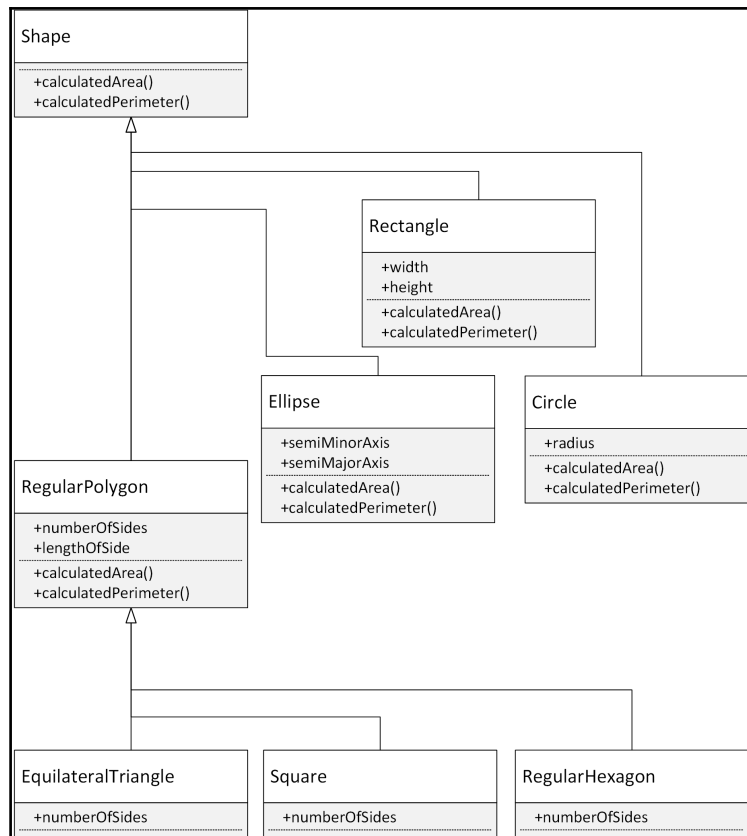 Shape
+calculatedArea()
+calculatedPerimeter()
Rectangle
+width
+height
+calculatedArea()
+calculatedPerimeter()
Ellipse
+semiMinorAxis
+semiMajorAxis
+calculatedArea()
+calculatedPerimeter()
Circle
+radius
+calculatedArea()
+calculatedPerimeter()
RegularPolygon
+numberOfSides
+lengthOfSide
+calculatedArea()
+calculatedPerimeter()
EquilateralTriangle
+numberOfSides
Square
+numberOfSides
RegularHexagon
+numberOfSides